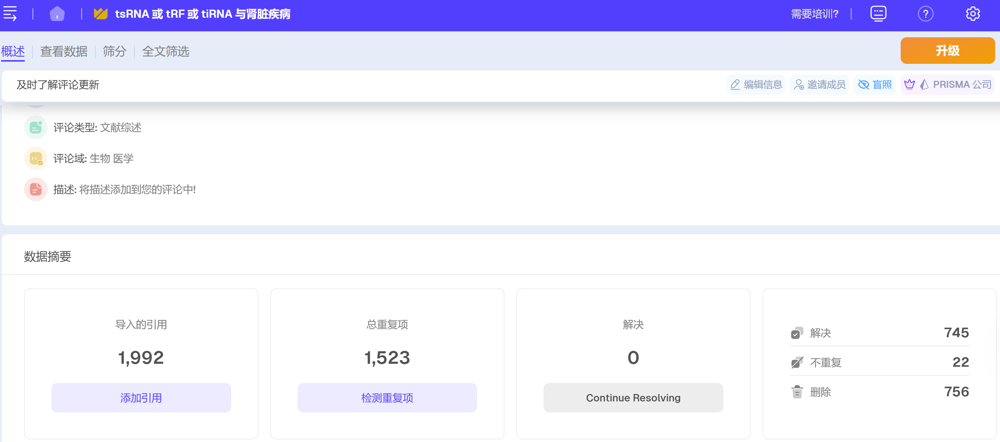 tsRNA 或 tRF 或 tiRNA 与肾脏疾病
需要培训?
概述 查看数据 筛分 全文筛选
升级
及时了解评论更新
编辑信息 邀请成员 盲照 PRISMA 公司
评论类型: 文献综述
评论域: 生物 医学
描述: 将描述添加到您的评论中!
数据摘要
导入的引用
1,992
添加引用
总重复项
1,523
检测重复项
解决
0
Continue Resolving
解决 745
不重复 22
删除 756